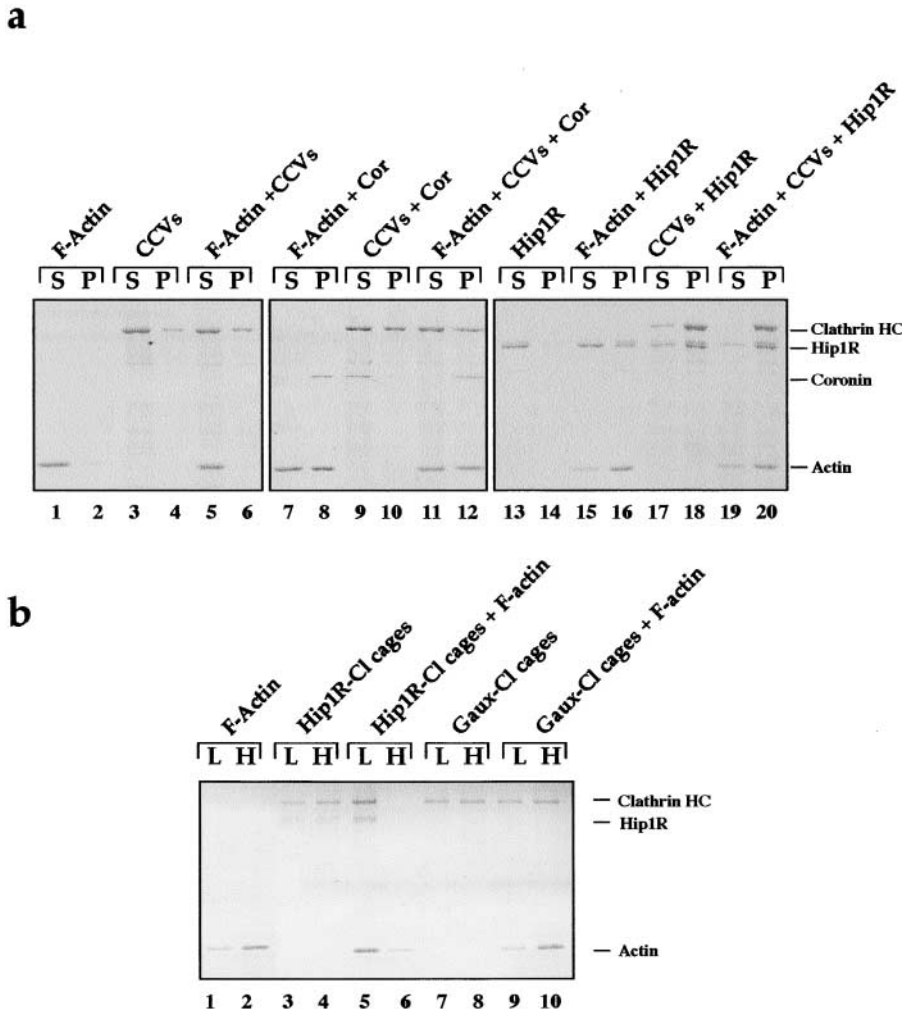 a
F-Actin
CCVs
F-Actin +CCVs
F-Actin + Cor
CCVs + Cor
F-Actin + CCVs + Cor
Hip1R
F-Actin + Hip1R
CCVs + Hip1R
F-Actin + CCVs + Hip1R
S P S P S P S P S P S P S P S P S P S P
Clathrin HC
Hip1R
Coronin
Actin
1 2 3 4 5 6 7 8 9 10 11 12 13 14 15 16 17 18 19 20
b
F-Actin
Hip1R-Cl cages
Hip1R-Cl cages + F-actin
Gaux-Cl cages
Gaux-Cl cages + F-actin
L H L H L H L H L H
Clathrin HC
Hip1R
Actin
1 2 3 4 5 6 7 8 9 10